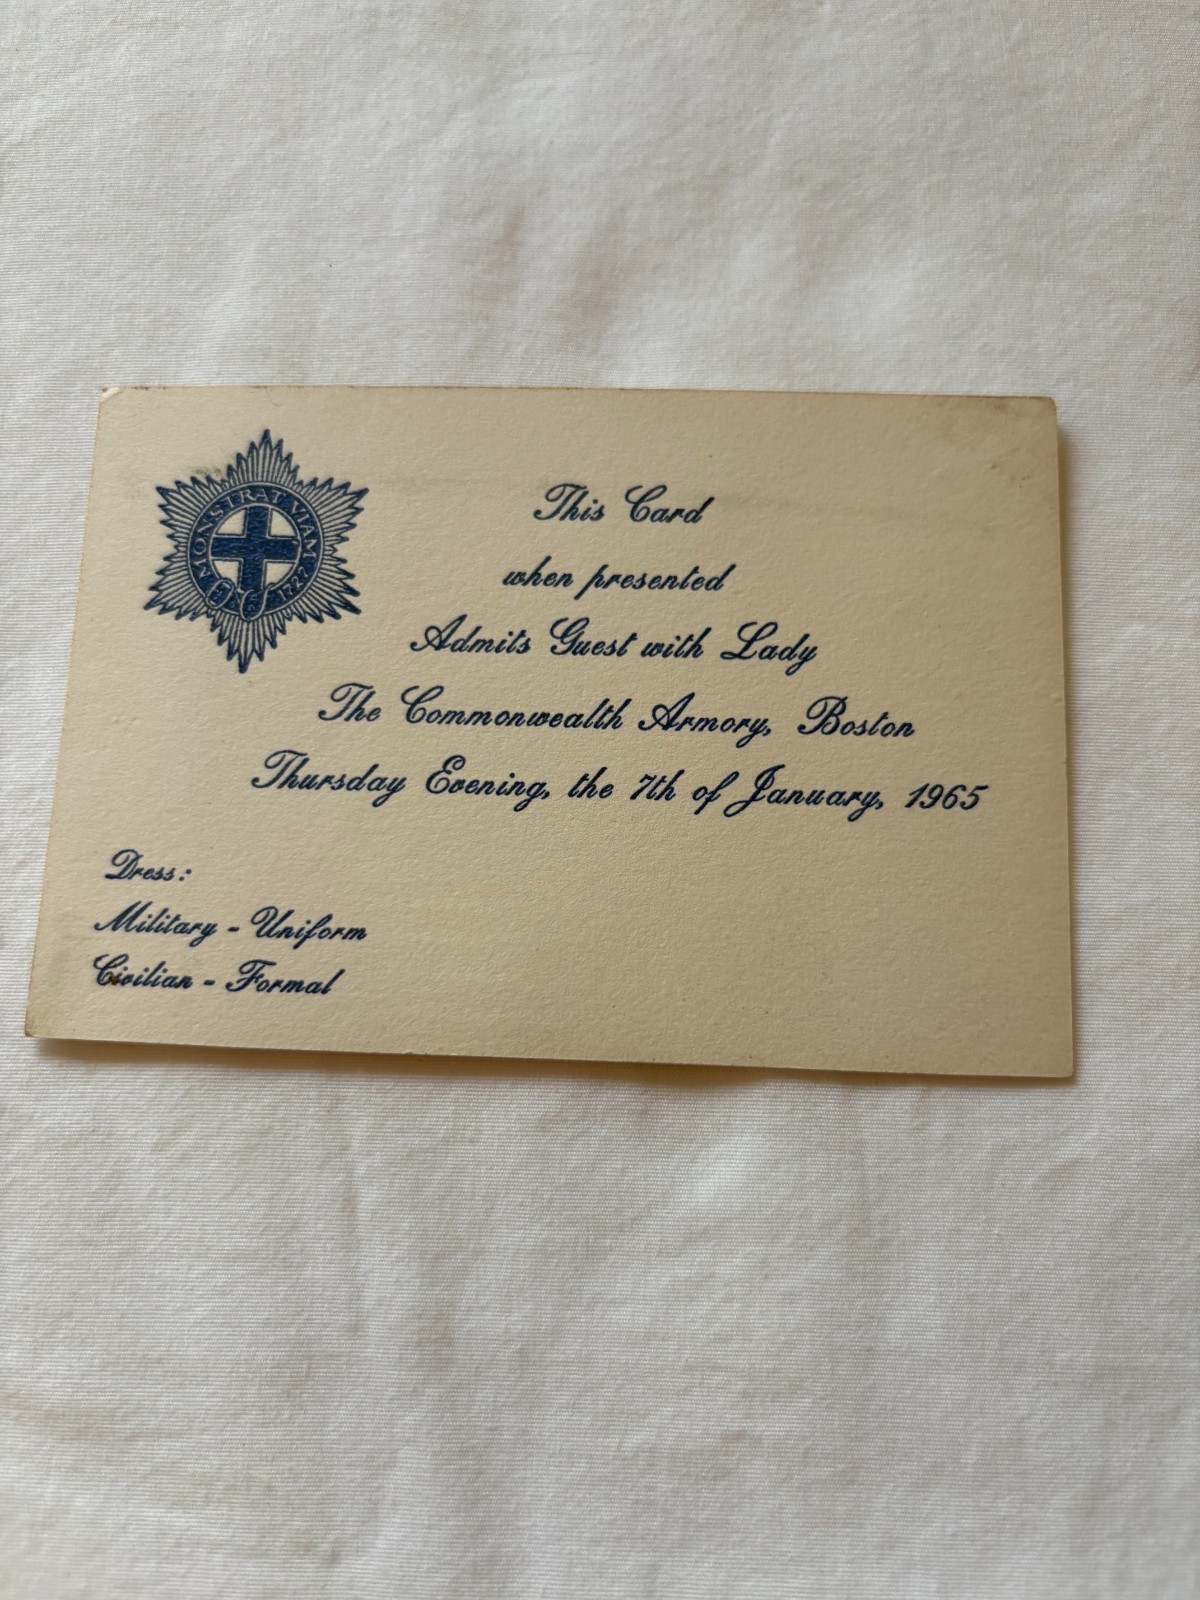 MONSTRAT VIAM
1722
This Card
when presented
Admits Guest with Lady
The Commonwealth Armory, Boston
Thursday Evening, the 7th of January, 1965
Dress:
Military - Uniform
Civilian - Formal